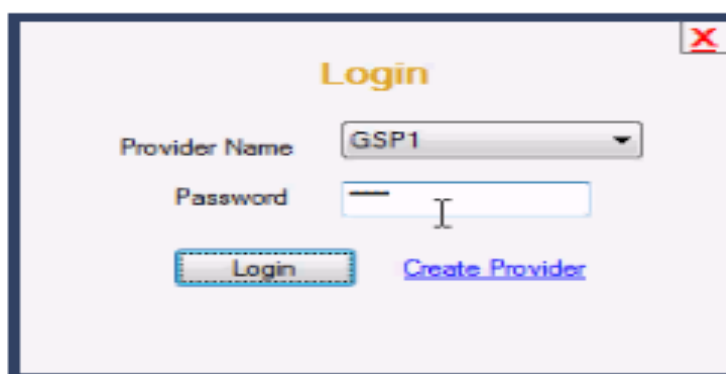 X
Login
Provider Name GSP1
Password
Login Create Provider